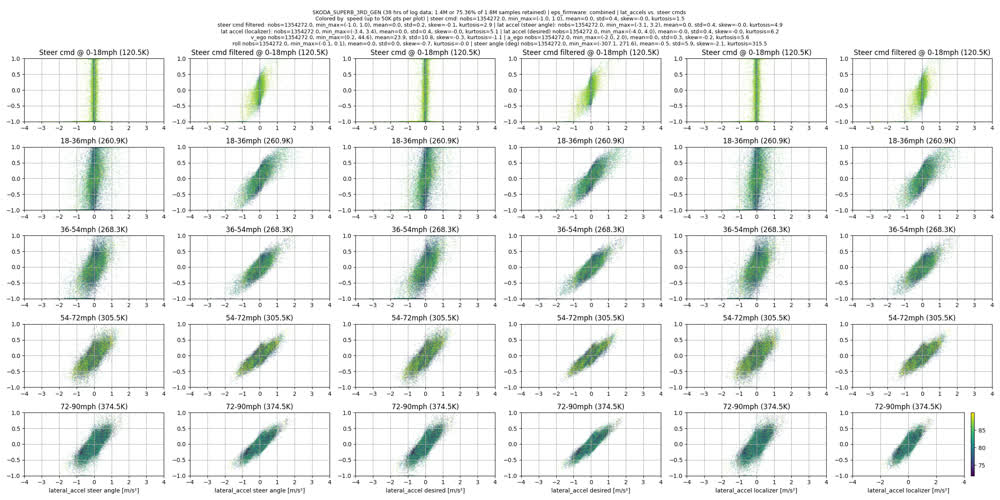 SKODA_SUPERB_3RD_GEN (38 hrs of log data; 1.4M or 75.36% of 1.8M samples retained) | eps_firmware: combined | lat_accels vs. steer cmds
Colored by: speed (up to 50K pts per plot) | steer cmd: nobs=1354272.0, min_max=(-1.0, 1.0), mean=0.0, std=0.4, skew=-0.0, kurtosis=1.5
steer cmd filtered: nobs=1354272.0, min_max=(-1.0, 1.0), mean=0.0, std=0.2, skew=-0.1, kurtosis=2.9 | lat accel (steer angle): nobs=1354272.0, min_max=(-3.1, 3.2), mean=0.0, std=0.4, skew=-0.0, kurtosis=4.9
lat accel (localizer): nobs=1354272.0, min_max=(-3.4, 3.4), mean=-0.0, std=0.4, skew=-0.0, kurtosis=5.1 | lat accel (desired) nobs=1354272.0, min_max=(-4.0, 4.0), mean=0.0, std=0.4, skew=-0.0, kurtosis=6.2
v_ego nobs=1354272.0, min_max=(0.2, 44.6), mean=23.9, std=10.8, skew=-0.3, kurtosis=-1.1 | a_ego nobs=1354272.0, min_max=(-2.0, 2.0), mean=0.0, std=0.3, skew=-0.2, kurtosis=5.6
roll nobs=1354272.0, min_max=(-0.1, 0.1), mean=0.0, std=0.0, skew=-0.7, kurtosis=-0.0 | steer angle (deg) nobs=1354272.0, min_max=(-307.1, 271.6), mean=-0.5, std=5.9, skew=-2.1, kurtosis=315.5
Steer cmd @ 0-18mph (120.5K) Steer cmd filtered @ 0-18mph (120.5K) Steer cmd @ 0-18mph (120.5K) Steer cmd filtered @ 0-18mph (120.5K) Steer cmd @ 0-18mph (120.5K) Steer cmd filtered @ 0-18mph (120.5K)
18-36mph (260.9K) 18-36mph (260.9K) 18-36mph (260.9K) 18-36mph (260.9K) 18-36mph (260.9K) 18-36mph (260.9K)
36-54mph (268.3K) 36-54mph (268.3K) 36-54mph (268.3K) 36-54mph (268.3K) 36-54mph (268.3K) 36-54mph (268.3K)
54-72mph (305.5K) 54-72mph (305.5K) 54-72mph (305.5K) 54-72mph (305.5K) 54-72mph (305.5K) 54-72mph (305.5K)
72-90mph (374.5K) 72-90mph (374.5K) 72-90mph (374.5K) 72-90mph (374.5K) 72-90mph (374.5K) 72-90mph (374.5K)
lateral_accel steer angle [m/s²] lateral_accel steer angle [m/s²] lateral_accel desired [m/s²] lateral_accel desired [m/s²] lateral_accel localizer [m/s²] lateral_accel localizer [m/s²]